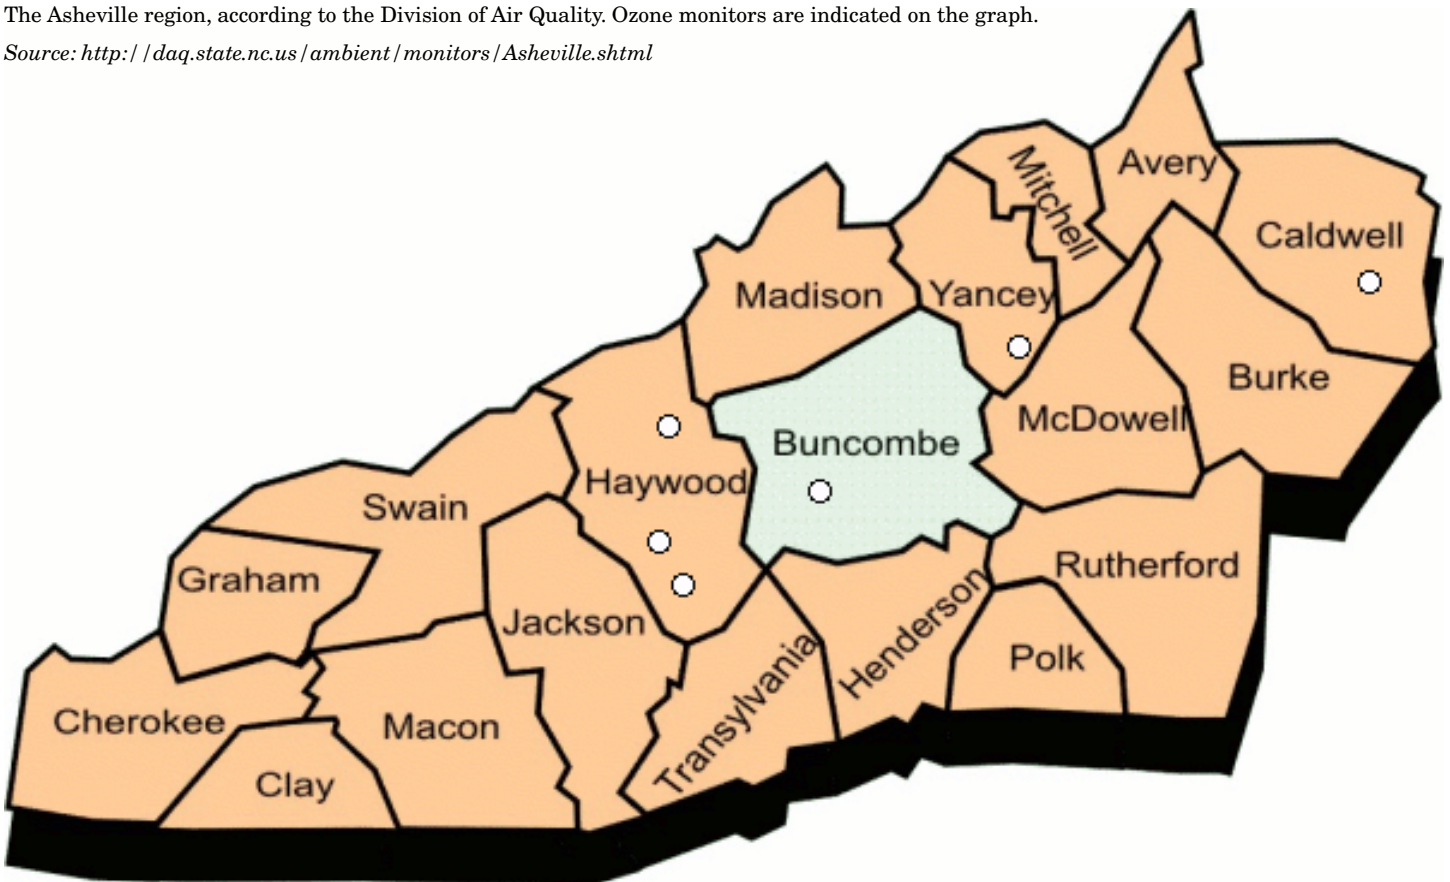 The Asheville region, according to the Division of Air Quality. Ozone monitors are indicated on the graph.
Source: http://daq.state.nc.us/ambient/monitors/Asheville.shtml
Avery
Mitchell
Caldwell
Madison
Yancey
Burke
McDowell
Buncombe
Haywood
Swain
Rutherford
Graham
Jackson
Henderson
Polk
Transylvania
Cherokee
Macon
Clay